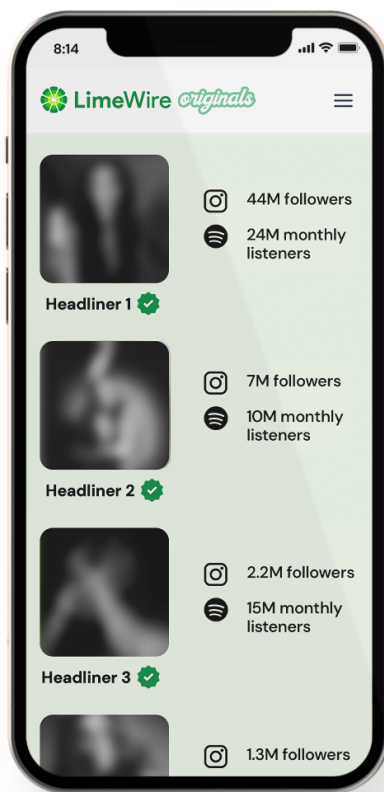 8:14
LimeWire originals
44M followers
24M monthly
listeners
Headliner 1
7M followers
10M monthly
listeners
Headliner 2
2.2M followers
15M monthly
listeners
Headliner 3
1.3M followers